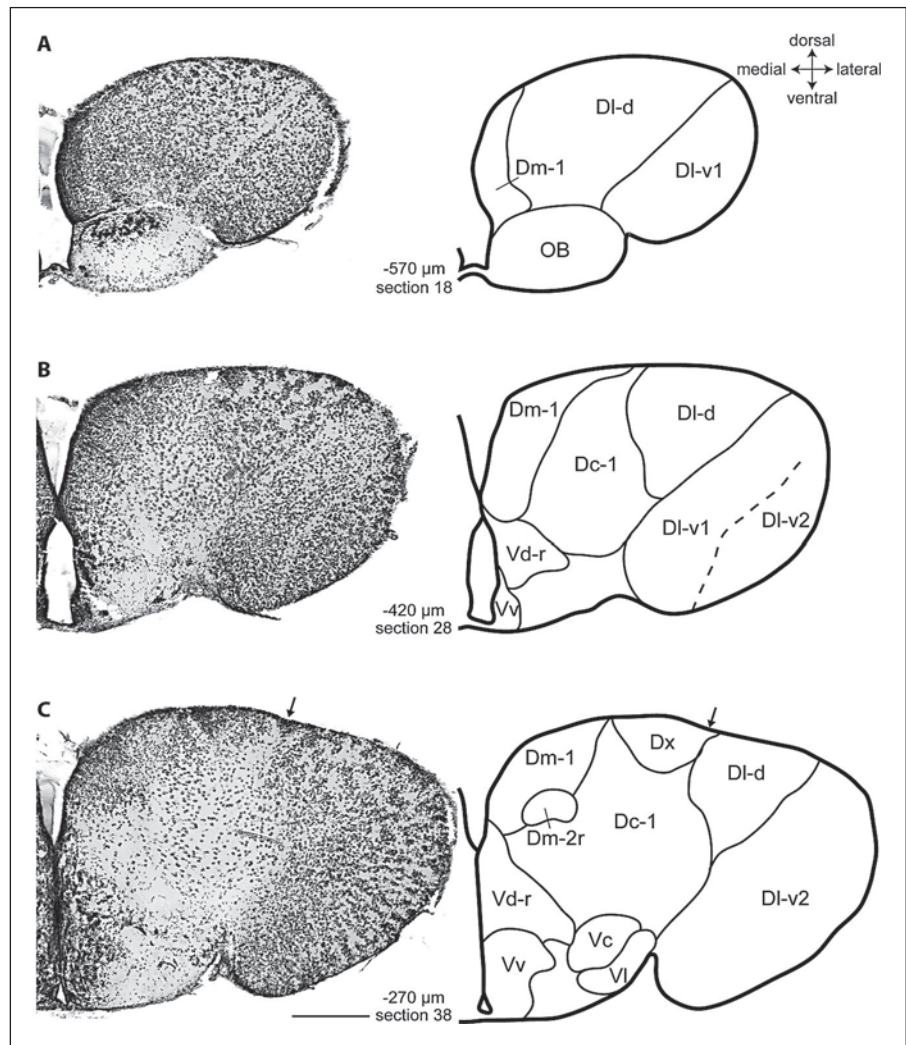 A
dorsal
medial lateral
ventral
Dl-d
Dm-1
Dl-v1
OB
-570 µm
section 18
B
Dm-1
Dl-d
Dc-1
Dl-v1
Dl-v2
Vd-r
Vv
-420 µm
section 28
C
Dx
Dm-1
Dl-d
Dc-1
Dm-2r
Vd-r
Dl-v2
Vc
Vv
Vl
-270 µm
section 38